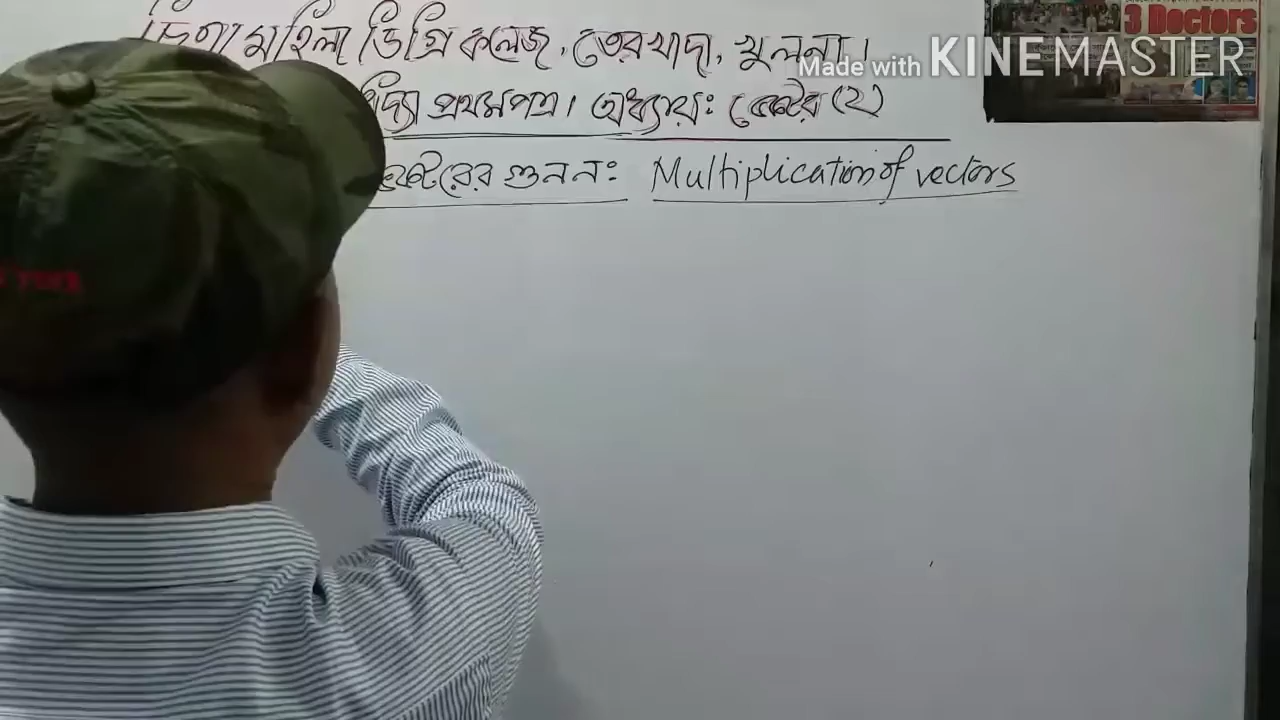 মহিলা ডিগ্রি কলেজ, তেরখাদা, খুলনা।
প্রথমপত্র। অধ্যায়ঃ ভেক্টর (২)
ভেক্টরের গুননঃ Multiplication of vectors
Made with KINEMASTER
3 Doctors